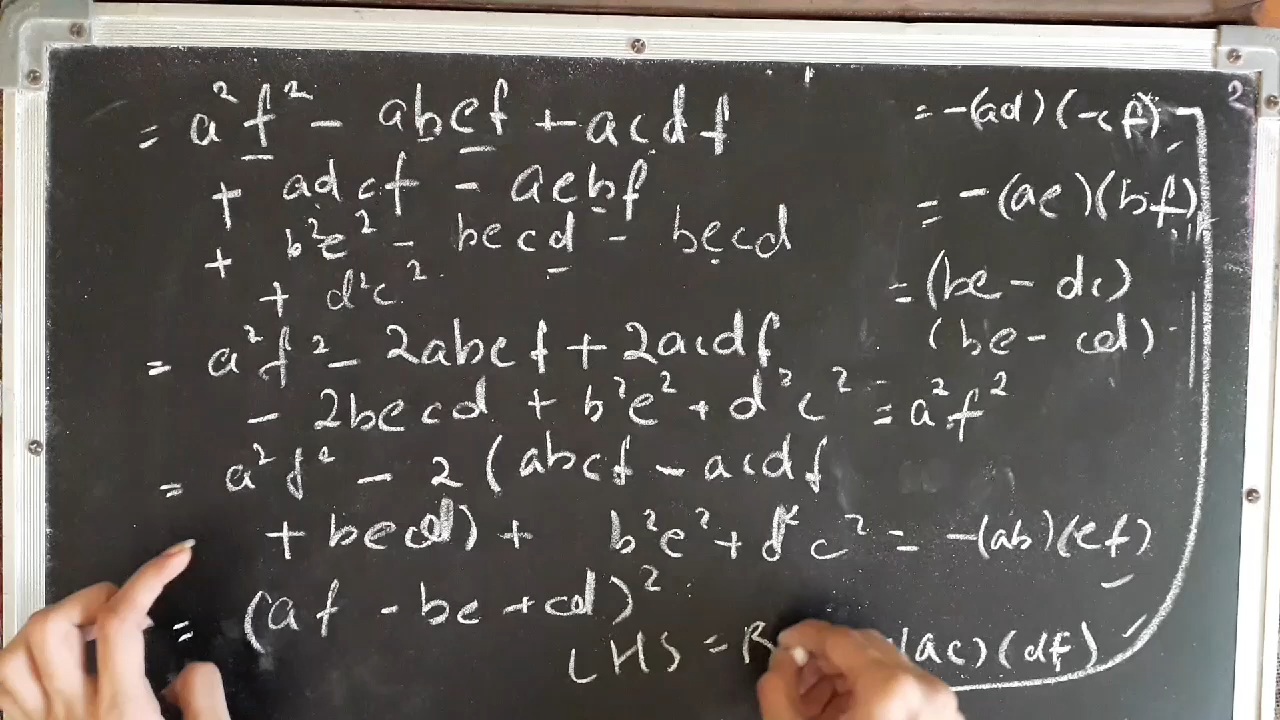 = a²f² - abef + acdf
+ adcf - aebf
+ b²e² - becd - becd
+ d²c²
= a²f² - 2abef + 2acdf
- 2becd + b²e² + d²c²
= a²f² - 2(abcf - acdf
+ becd) + b²e² + d²c²
= (af - be + cd)²
LHS = R
2
= -(ad)(-cf)
= -(ae)(bf)
= (be - dc)
(be - cd)
= a²f²
= -(ab)(ef)
(ac)(df)